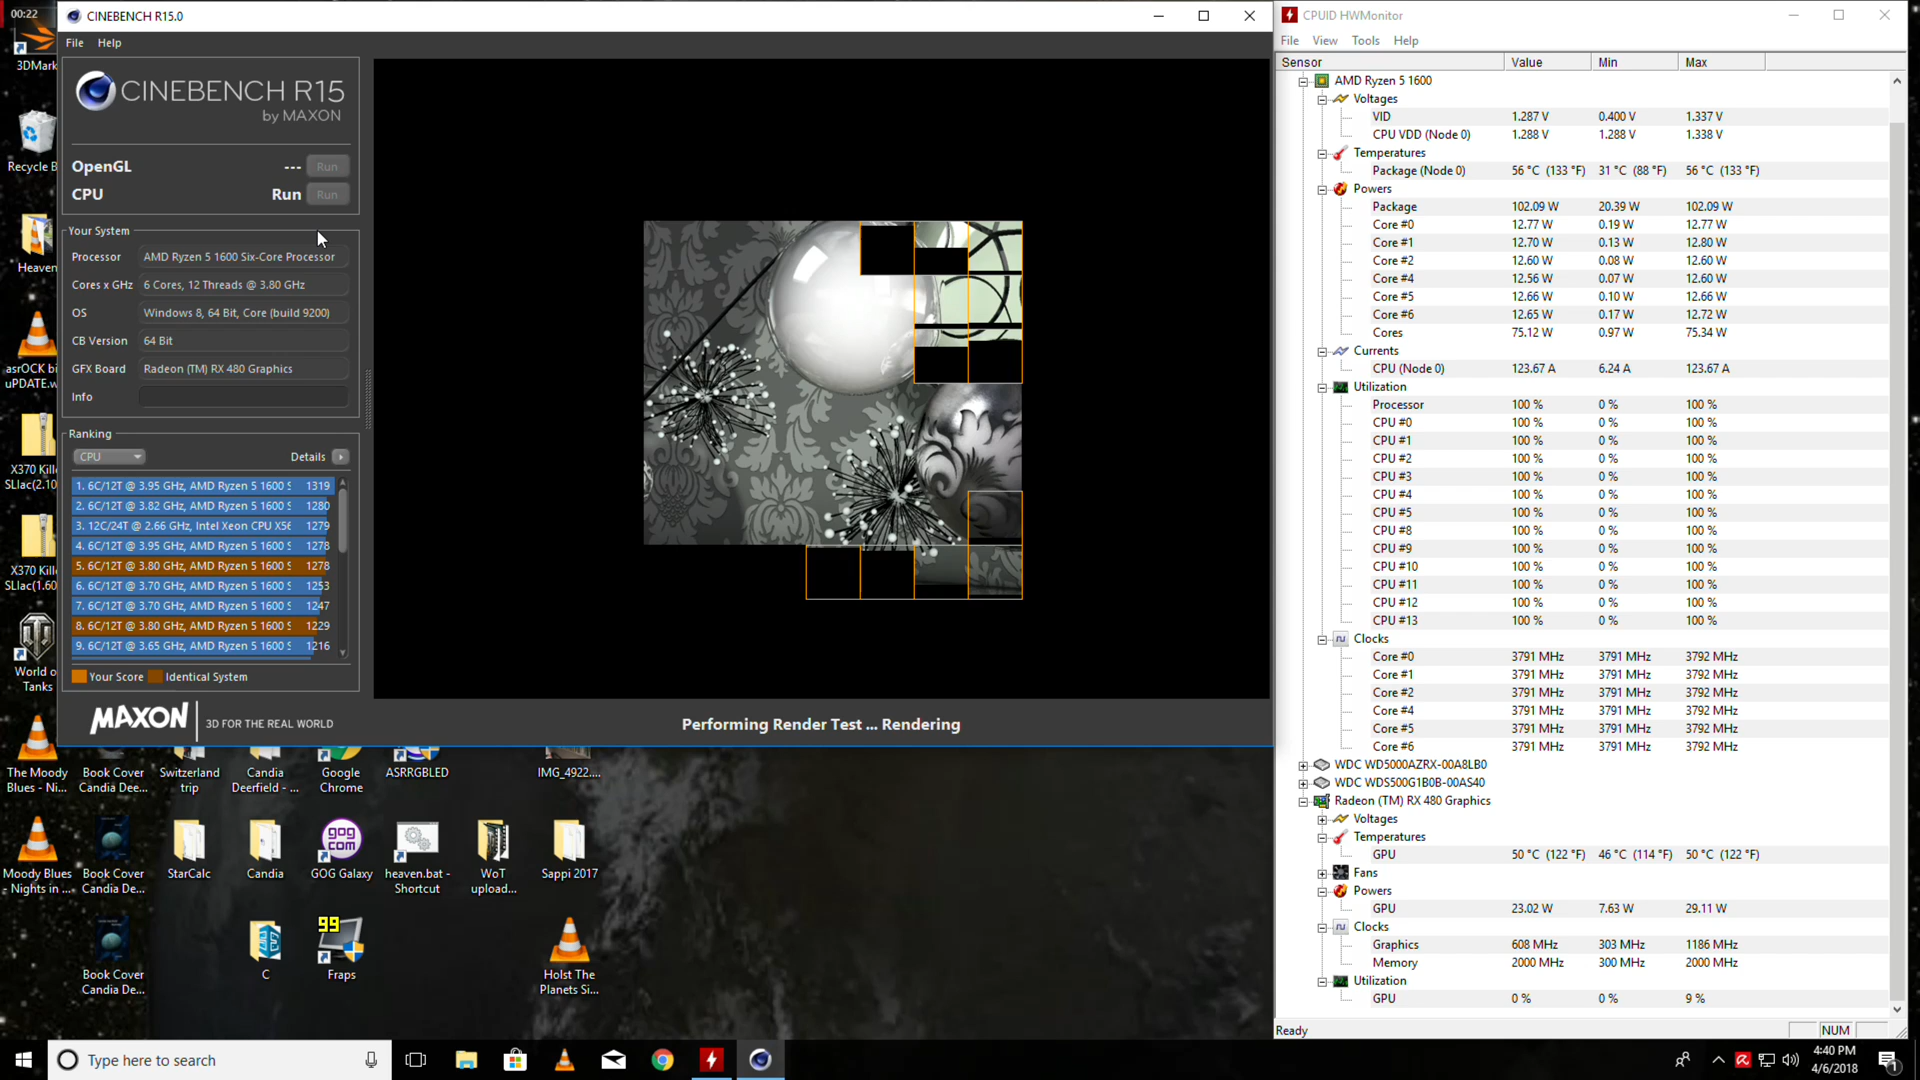 00:22
CINEBENCH R15.0
File Help
CINEBENCH R15
by MAXON
OpenGL --- Run
CPU Run Run
Your System
Processor AMD Ryzen 5 1600 Six-Core Processor
Cores x GHz 6 Cores, 12 Threads @ 3.80 GHz
OS Windows 8, 64 Bit, Core (build 9200)
CB Version 64 Bit
GFX Board Radeon (TM) RX 480 Graphics
Info
Ranking
CPU Details
1. 6C/12T @ 3.95 GHz, AMD Ryzen 5 1600 S 1319
2. 6C/12T @ 3.82 GHz, AMD Ryzen 5 1600 S 1280
3. 12C/24T @ 2.66 GHz, Intel Xeon CPU X56 1279
4. 6C/12T @ 3.95 GHz, AMD Ryzen 5 1600 S 1278
5. 6C/12T @ 3.80 GHz, AMD Ryzen 5 1600 S 1278
6. 6C/12T @ 3.70 GHz, AMD Ryzen 5 1600 S 1253
7. 6C/12T @ 3.70 GHz, AMD Ryzen 5 1600 S 1247
8. 6C/12T @ 3.80 GHz, AMD Ryzen 5 1600 S 1229
9. 6C/12T @ 3.65 GHz, AMD Ryzen 5 1600 S 1216
Your Score Identical System
MAXON 3D FOR THE REAL WORLD
Performing Render Test ... Rendering
CPUID HWMonitor
File View Tools Help
Sensor Value Min Max
AMD Ryzen 5 1600
Voltages
VID 1.287 V 0.400 V 1.337 V
CPU VDD (Node 0) 1.288 V 1.288 V 1.338 V
Temperatures
Package (Node 0) 56 °C (133 °F) 31 °C (88 °F) 56 °C (133 °F)
Powers
Package 102.09 W 20.39 W 102.09 W
Core #0 12.77 W 0.19 W 12.77 W
Core #1 12.70 W 0.13 W 12.80 W
Core #2 12.60 W 0.08 W 12.60 W
Core #4 12.56 W 0.07 W 12.60 W
Core #5 12.66 W 0.10 W 12.66 W
Core #6 12.65 W 0.17 W 12.72 W
Cores 75.12 W 0.97 W 75.34 W
Currents
CPU (Node 0) 123.67 A 6.24 A 123.67 A
Utilization
Processor 100 % 0 % 100 %
CPU #0 100 % 0 % 100 %
CPU #1 100 % 0 % 100 %
CPU #2 100 % 0 % 100 %
CPU #3 100 % 0 % 100 %
CPU #4 100 % 0 % 100 %
CPU #5 100 % 0 % 100 %
CPU #8 100 % 0 % 100 %
CPU #9 100 % 0 % 100 %
CPU #10 100 % 0 % 100 %
CPU #11 100 % 0 % 100 %
CPU #12 100 % 0 % 100 %
CPU #13 100 % 0 % 100 %
Clocks
Core #0 3791 MHz 3791 MHz 3792 MHz
Core #1 3791 MHz 3791 MHz 3792 MHz
Core #2 3791 MHz 3791 MHz 3792 MHz
Core #4 3791 MHz 3791 MHz 3792 MHz
Core #5 3791 MHz 3791 MHz 3792 MHz
Core #6 3791 MHz 3791 MHz 3792 MHz
WDC WD5000AZRX-00A8LB0
WDC WDS500G1B0B-00AS40
Radeon (TM) RX 480 Graphics
Voltages
Temperatures
GPU 50 °C (122 °F) 46 °C (114 °F) 50 °C (122 °F)
Fans
Powers
GPU 23.02 W 7.63 W 29.11 W
Clocks
Graphics 608 MHz 303 MHz 1186 MHz
Memory 2000 MHz 300 MHz 2000 MHz
Utilization
GPU 0 % 0 % 9 %
Ready NUM
3DMark
Recycle B
Heaven
asrOCK bi
uPDATE.w
X370 Kille
SLIac(2.10
X370 Kille
SLIac(1.60
World o
Tanks
The Moody
Blues - Ni...
Book Cover
Candia Dee...
Switzerland
trip
Candia
Deerfield - ...
Google
Chrome
ASRRGBLED
IMG_4922....
Moody Blues
- Nights in ...
Book Cover
Candia De...
StarCalc
Candia
gog
com
GOG Galaxy
heaven.bat -
Shortcut
WoT
upload...
Sappi 2017
Book Cover
Candia De...
C
99
Fraps
Holst The
Planets Si...
Type here to search
4:40 PM
4/6/2018
1